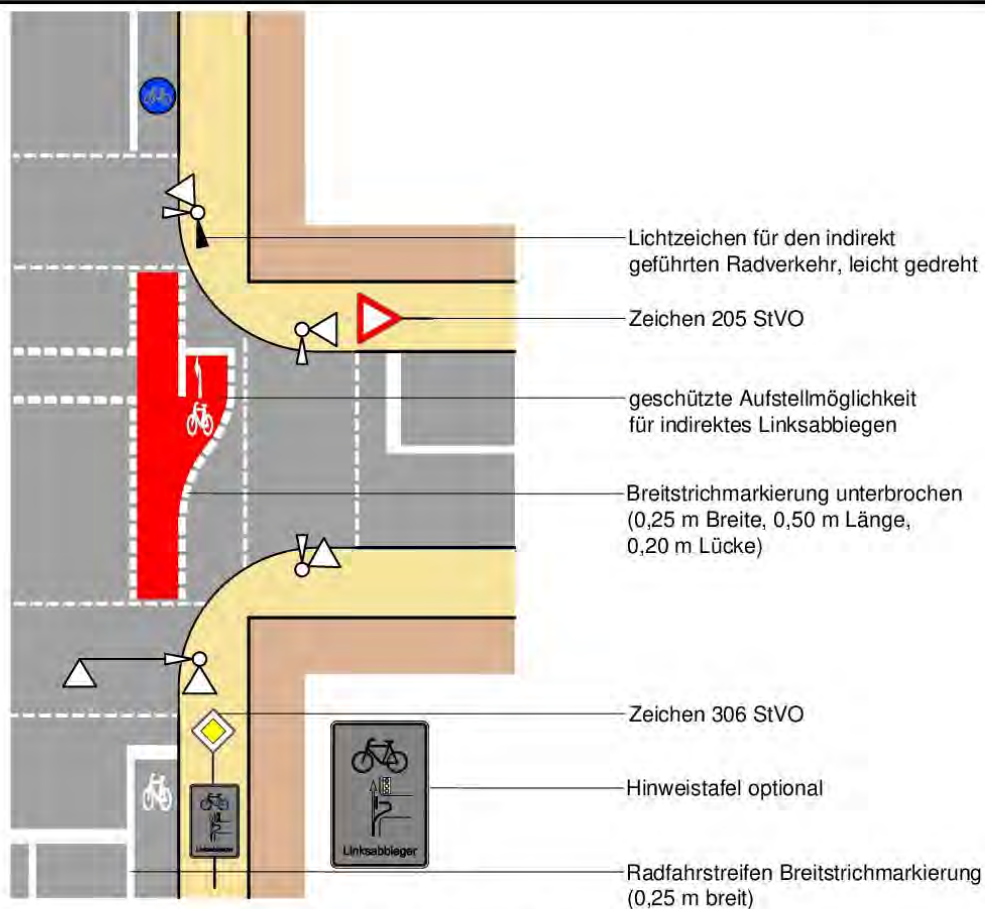 Lichtzeichen für den indirekt
geführten Radverkehr, leicht gedreht
Zeichen 205 StVO
geschützte Aufstellmöglichkeit
für indirektes Linksabbiegen
Breitstrichmarkierung unterbrochen
(0,25 m Breite, 0,50 m Länge,
0,20 m Lücke)
Zeichen 306 StVO
Hinweistafel optional
Linksabbieger
Linksabbieger
Radfahrstreifen Breitstrichmarkierung
(0,25 m breit)